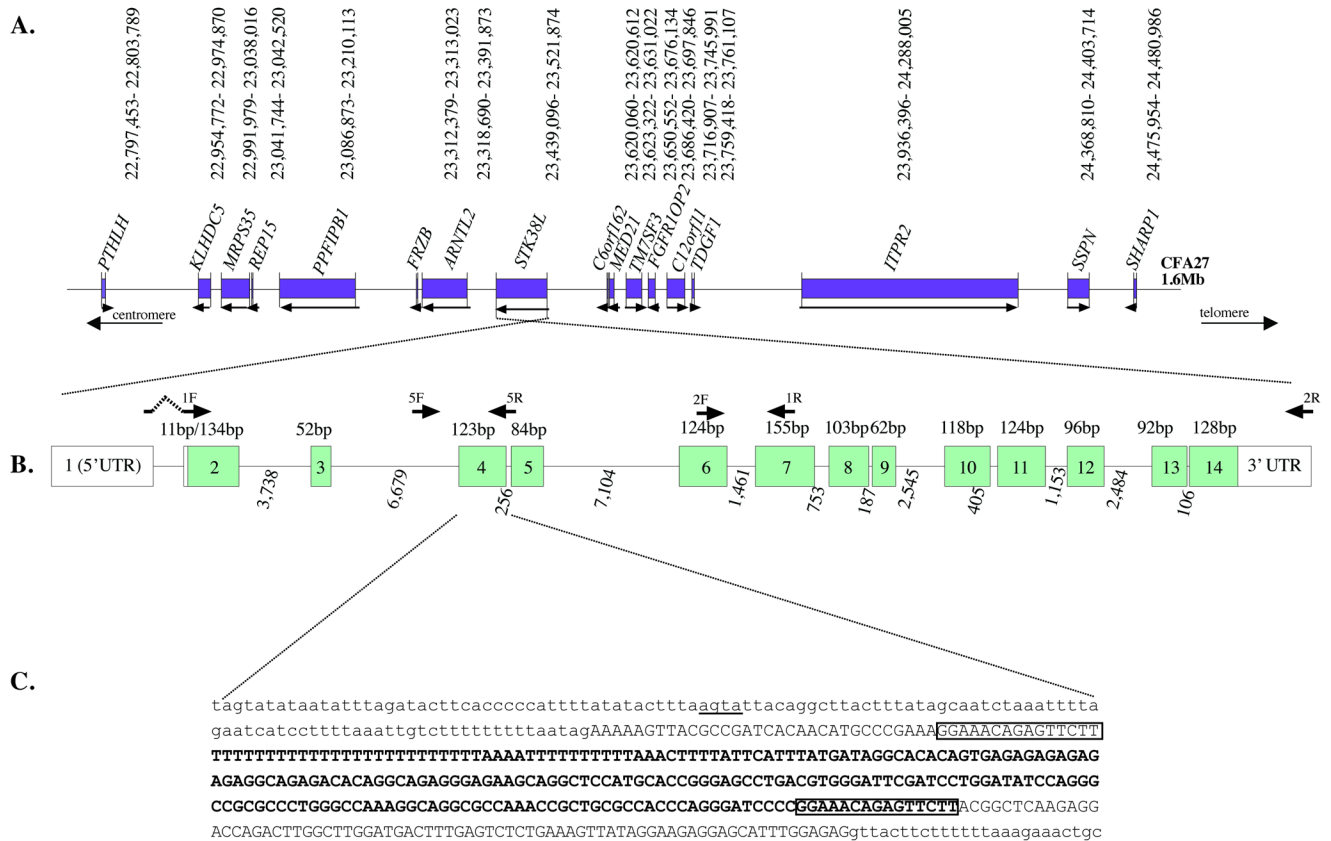 A.
22,797,453- 22,803,789
22,954,772- 22,974,870
22,991,979- 23,038,016
23,041,744- 23,042,520
23,086,873- 23,210,113
23,312,379- 23,313,023
23,318,690- 23,391,873
23,439,096- 23,521,874
23,620,060- 23,620,612
23,623,322- 23,631,022
23,650,552- 23,676,134
23,686,420- 23,697,846
23,716,907- 23,745,991
23,759,418- 23,761,107
23,936,396- 24,288,005
24,368,810- 24,403,714
24,475,954- 24,480,986
PTHLH
KLHDC5
MRPS35
REP15
PPFIPB1
FRZB
ARNTL2
STK38L
C6orf162
MED21
TM7SF3
FGFR1OP2
C12orf11
TDGF1
ITPR2
SSPN
SHARP1
CFA27
1.6Mb
centromere
telomere
1F
5F
5R
2F
1R
2R
11bp/134bp
52bp
123bp
84bp
124bp
155bp
103bp
62bp
118bp
124bp
96bp
92bp
128bp
B.
1 (5'UTR)
2
3
4
5
6
7
8
9
10
11
12
13
14
3' UTR
3,738
6,679
256
7,104
1,461
753
187
2,545
405
1,153
2,484
106
C.
tagtatataatatttagatacttcacccccattttatatactttaagtattacaggcttactttatagcaatctaaatttta
gaatcatccttttaaattgtctttttttttaatagAAAAAGTTACGCCGATCACAACATGCCCGAAAGGAAACAGAGTTCTT
TTTTTTTTTTTTTTTTTTTTTTTTTAAAATTTTTTTTTTAAACTTTTATTCATTTATGATAGGCACACAGTGAGAGAGAGAG
AGAGGCAGAGACACAGGCAGAGGGAGAAGCAGGCTCCATGCACCGGGAGCCTGACGTGGGATTCGATCCTGGATATCCAGGG
CCGCGCCCTGGGCCAAAGGCAGGCGCCAAACCGCTGCGCCACCCAGGGATCCCCGGAAACAGAGTTCTTACGGCTCAAGAGG
ACCAGACTTGGCTTGGATGACTTTGAGTCTCTGAAAGTTATAGGAAGAGGAGCATTTGGAGAGgttacttcttttttaaagaaactgc